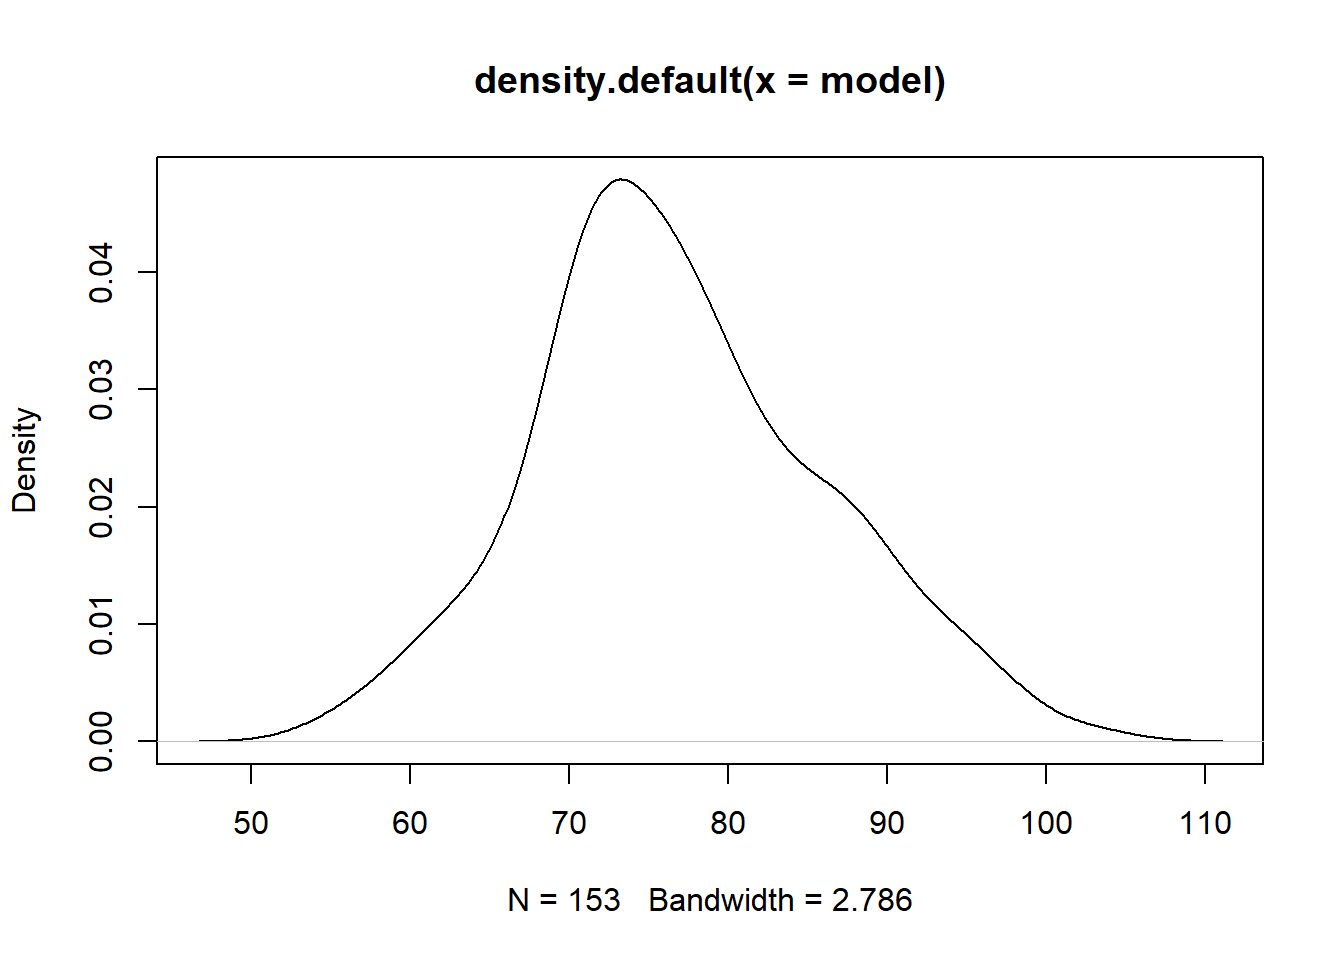 density.default(x = model)
Density
0.04
0.03
0.02
0.01
0.00
50 60 70 80 90 100 110
N = 153 Bandwidth = 2.786